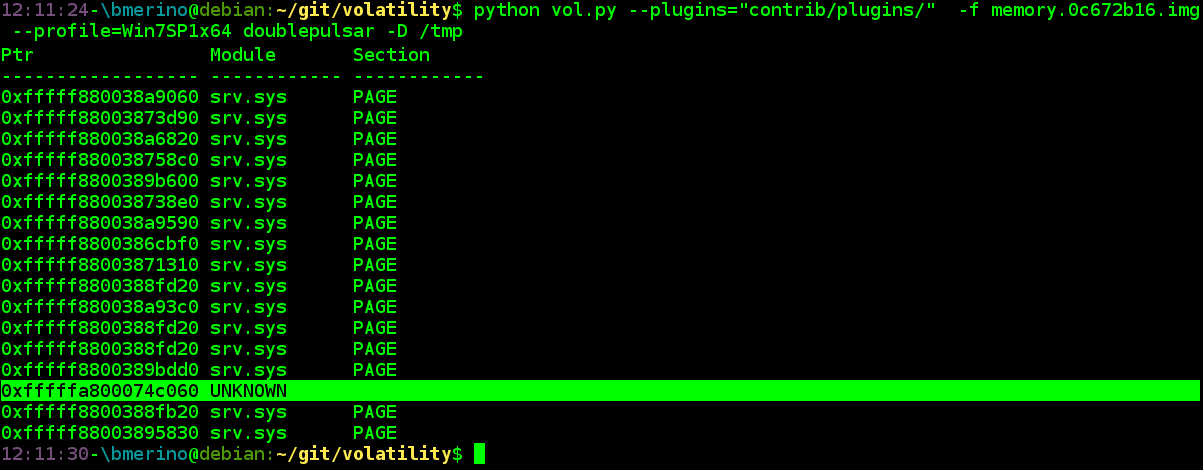 12:11:24-\bmerino@debian:~/git/volatility$ python vol.py --plugins="contrib/plugins/"  -f memory.0c672b16.img
 --profile=Win7SP1x64 doublepulsar -D /tmp
Ptr                Module       Section
------------------ ------------ ------------
0xfffff880038a9060 srv.sys      PAGE
0xfffff88003873d90 srv.sys      PAGE
0xfffff880038a6820 srv.sys      PAGE
0xfffff880038758c0 srv.sys      PAGE
0xfffff8800389b600 srv.sys      PAGE
0xfffff880038738e0 srv.sys      PAGE
0xfffff880038a9590 srv.sys      PAGE
0xfffff8800386cbf0 srv.sys      PAGE
0xfffff88003871310 srv.sys      PAGE
0xfffff8800388fd20 srv.sys      PAGE
0xfffff880038a93c0 srv.sys      PAGE
0xfffff8800388fd20 srv.sys      PAGE
0xfffff8800388fd20 srv.sys      PAGE
0xfffff8800389bdd0 srv.sys      PAGE
0xfffffa800074c060 UNKNOWN
0xfffff8800388fb20 srv.sys      PAGE
0xfffff88003895830 srv.sys      PAGE
12:11:30-\bmerino@debian:~/git/volatility$